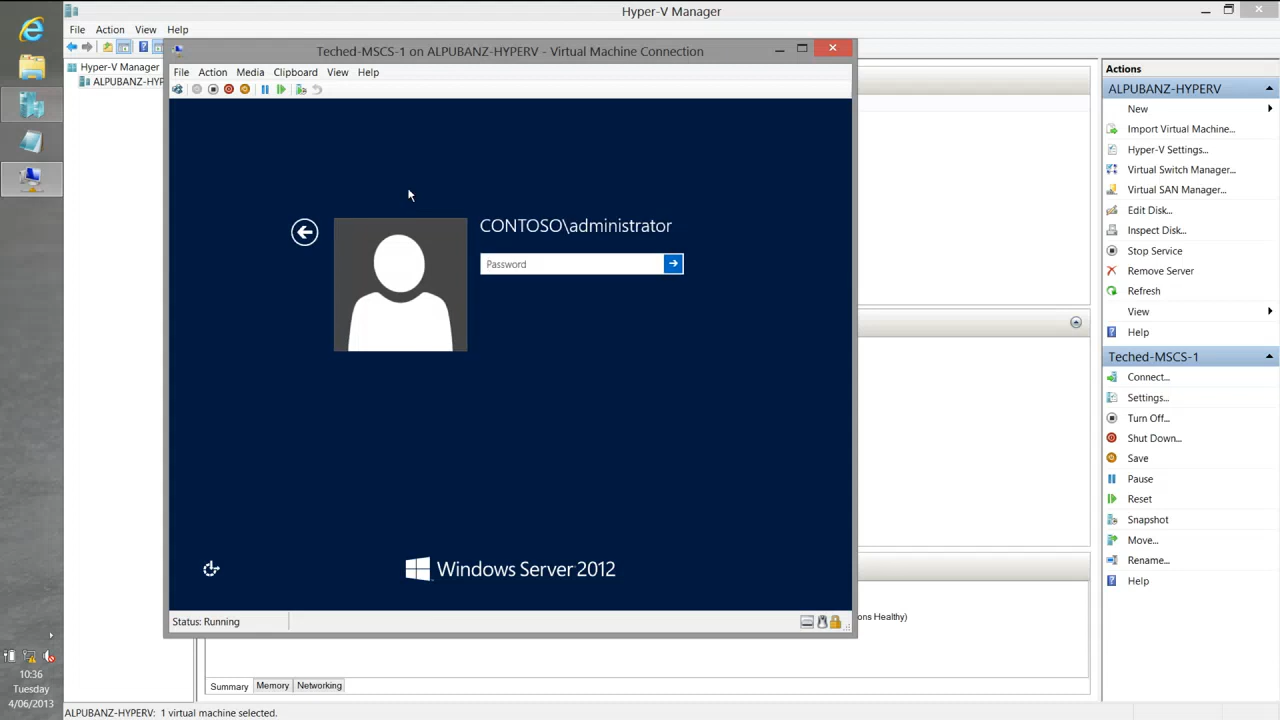 Hyper-V Manager
File Action View Help
Hyper-V Manager
ALPUBANZ-HYP
Teched-MSCS-1 on ALPUBANZ-HYPERV - Virtual Machine Connection
File Action Media Clipboard View Help
CONTOSO\administrator
Password
Windows Server 2012
Status: Running
ons Healthy)
Summary Memory Networking
Actions
ALPUBANZ-HYPERV
New
Import Virtual Machine...
Hyper-V Settings...
Virtual Switch Manager...
Virtual SAN Manager...
Edit Disk...
Inspect Disk...
Stop Service
Remove Server
Refresh
View
Help
Teched-MSCS-1
Connect...
Settings...
Turn Off...
Shut Down...
Save
Pause
Reset
Snapshot
Move...
Rename...
Help
10:36
Tuesday
4/06/2013
ALPUBANZ-HYPERV: 1 virtual machine selected.